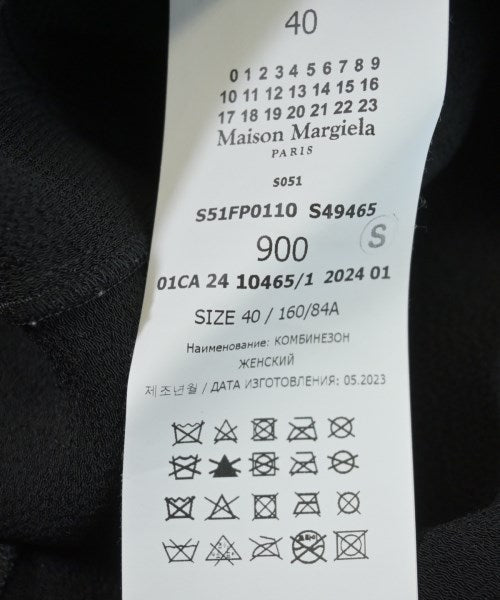 40
0 1 2 3 4 5 6 7 8 9
10 11 12 13 14 15 16
17 18 19 20 21 22 23
Maison Margiela
PARIS
S051
S51FP0110 S49465
900 S
01CA 24 10465/1 2024 01
SIZE 40 / 160/84A
Наименование: КОМБИНЕЗОН
ЖЕНСКИЙ
제조년월 / ДАТА ИЗГОТОВЛЕНИЯ: 05.2023